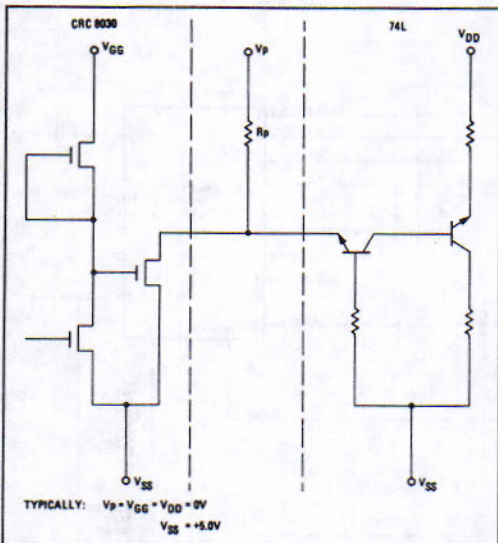 CRC 8030
74L
VGG
Vp
VDD
Rp
VSS
VSS
TYPICALLY: Vp = VGG = VDD = 0V
VSS = +5.0V